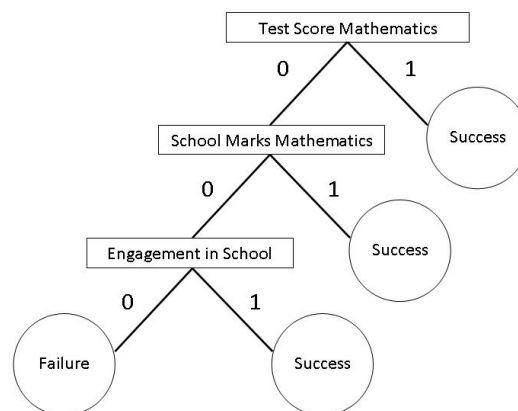 Test Score Mathematics
0
1
Success
School Marks Mathematics
0
1
Success
Engagement in School
0
1
Failure
Success